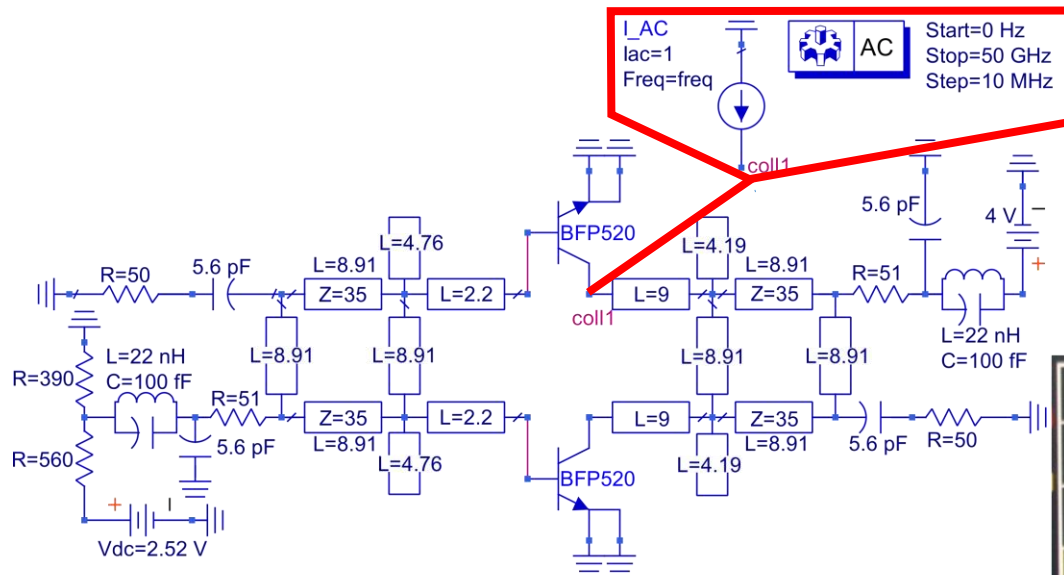 I_AC
Iac=1
Freq=freq
AC
Start=0 Hz
Stop=50 GHz
Step=10 MHz
coll1
5.6 pF
4 V
−
+
BFP520
L=4.76
L=4.19
R=50
5.6 pF
L=8.91
Z=35
L=2.2
coll1
L=9
L=8.91
Z=35
R=51
L=22 nH
C=100 fF
L=8.91
L=8.91
L=8.91
L=8.91
R=390
L=22 nH
C=100 fF
R=51
Z=35
L=8.91
L=2.2
L=9
Z=35
L=8.91
5.6 pF
R=50
5.6 pF
R=560
L=4.76
L=4.19
BFP520
+
Vdc=2.52 V